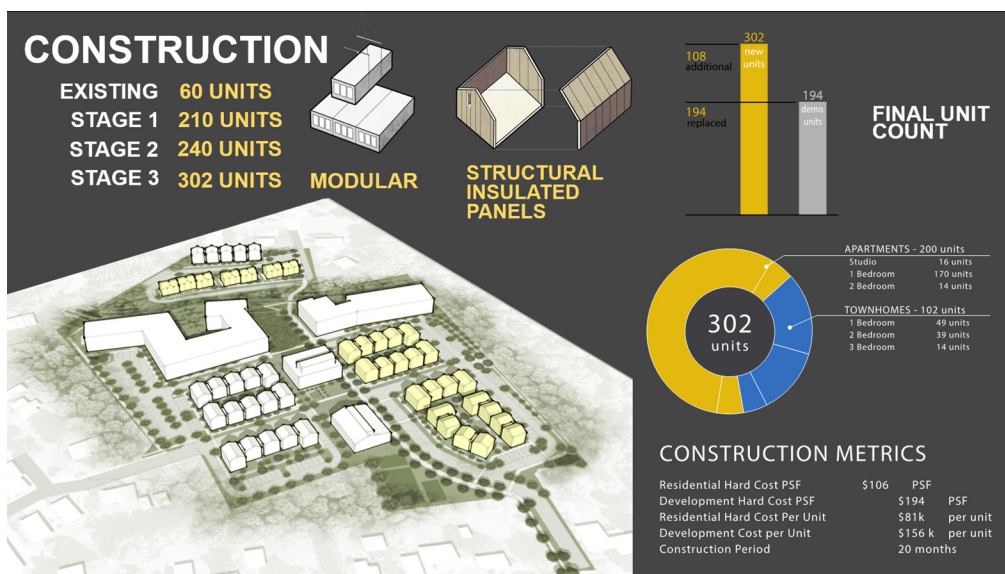 CONSTRUCTION
EXISTING 60 UNITS
STAGE 1 210 UNITS
STAGE 2 240 UNITS
STAGE 3 302 UNITS
MODULAR
STRUCTURAL
INSULATED
PANELS
302
new
units
108
additional
194
replaced
194
demo.
units
FINAL UNIT
COUNT
302
units
APARTMENTS - 200 units
Studio 16 units
1 Bedroom 170 units
2 Bedroom 14 units
TOWNHOMES - 102 units
1 Bedroom 49 units
2 Bedroom 39 units
3 Bedroom 14 units
CONSTRUCTION METRICS
Residential Hard Cost PSF $106 PSF
Development Hard Cost PSF $194 PSF
Residential Hard Cost Per Unit $81k per unit
Development Cost per Unit $156 k per unit
Construction Period 20 months